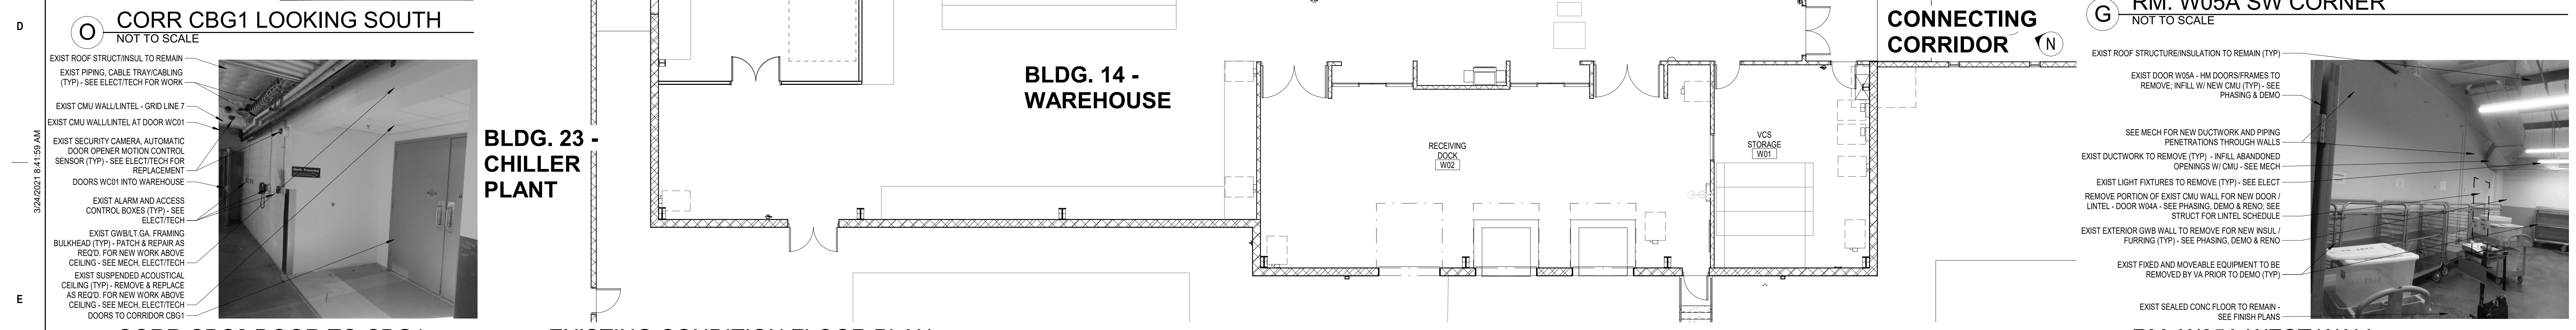 D
E
3/24/2021 8:41:59 AM
O
CORR CBG1 LOOKING SOUTH
NOT TO SCALE
EXIST ROOF STRUCT/INSUL TO REMAIN
EXIST PIPING, CABLE TRAY/CABLING
(TYP) - SEE ELECT/TECH FOR WORK
EXIST CMU WALL/LINTEL - GRID LINE 7
EXIST CMU WALL/LINTEL AT DOOR WC01
EXIST SECURITY CAMERA, AUTOMATIC
DOOR OPENER MOTION CONTROL
SENSOR (TYP) - SEE ELECT/TECH FOR
REPLACEMENT
DOORS WC01 INTO WAREHOUSE
EXIST ALARM AND ACCESS
CONTROL BOXES (TYP) - SEE
ELECT/TECH
EXIST GWB/LT.GA. FRAMING
BULKHEAD (TYP) - PATCH & REPAIR AS
REQ'D. FOR NEW WORK ABOVE
CEILING - SEE MECH, ELECT/TECH
EXIST SUSPENDED ACOUSTICAL
CEILING (TYP) - REMOVE & REPLACE
AS REQ'D. FOR NEW WORK ABOVE
CEILING - SEE MECH, ELECT/TECH
DOORS TO CORRIDOR CBG1
BLDG. 23 -
CHILLER
PLANT
BLDG. 14 -
WAREHOUSE
RECEIVING
DOCK
W02
VCS
STORAGE
W01
CONNECTING
CORRIDOR
N
EXISTING CONDITION FLOOR PLAN
G
RM. W05A SW CORNER
NOT TO SCALE
EXIST ROOF STRUCTURE/INSULATION TO REMAIN (TYP)
EXIST DOOR W05A - HM DOORS/FRAMES TO
REMOVE; INFILL W/ NEW CMU (TYP) - SEE
PHASING & DEMO
SEE MECH FOR NEW DUCTWORK AND PIPING
PENETRATIONS THROUGH WALLS
EXIST DUCTWORK TO REMOVE (TYP) - INFILL ABANDONED
OPENINGS W/ CMU - SEE MECH
EXIST LIGHT FIXTURES TO REMOVE (TYP) - SEE ELECT
REMOVE PORTION OF EXIST CMU WALL FOR NEW DOOR /
LINTEL - DOOR W04A - SEE PHASING, DEMO & RENO; SEE
STRUCT FOR LINTEL SCHEDULE
EXIST EXTERIOR GWB WALL TO REMOVE FOR NEW INSUL /
FURRING (TYP) - SEE PHASING, DEMO & RENO
EXIST FIXED AND MOVEABLE EQUIPMENT TO BE
REMOVED BY VA PRIOR TO DEMO (TYP)
EXIST SEALED CONC FLOOR TO REMAIN -
SEE FINISH PLANS